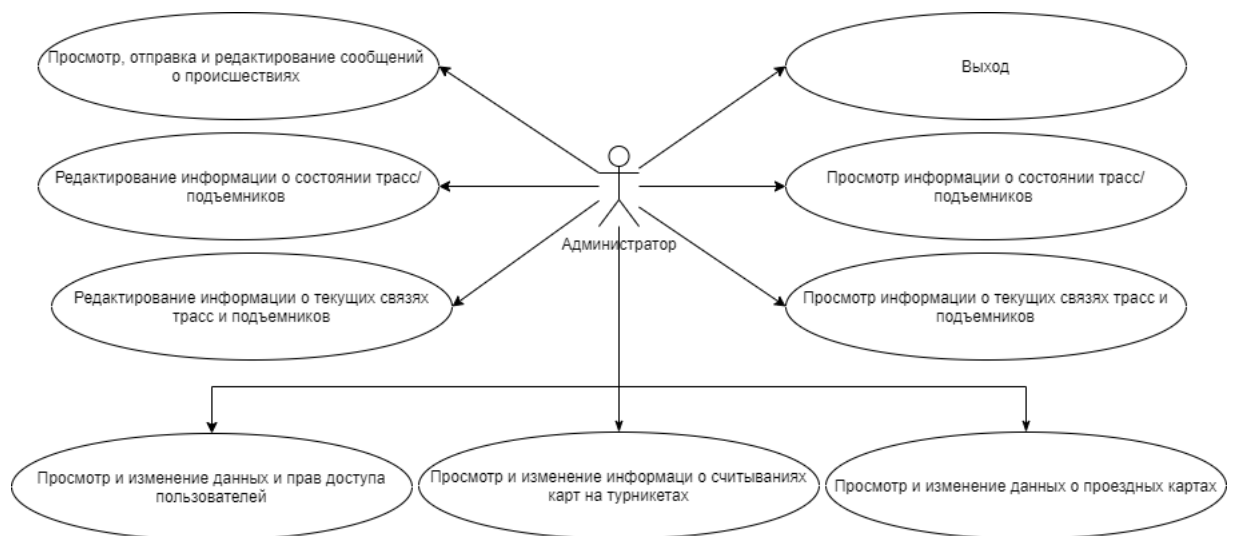 Просмотр, отправка и редактирование сообщений
о происшествиях
Выход
Редактирование информации о состоянии трасс/
подъемников
Просмотр информации о состоянии трасс/
подъемников
Администратор
Редактирование информации о текущих связях
трасс и подъемников
Просмотр информации о текущих связях трасс и
подъемников
Просмотр и изменение данных и прав доступа
пользователей
Просмотр и изменение информаци о считываниях
карт на турникетах
Просмотр и изменение данных о проездных картах